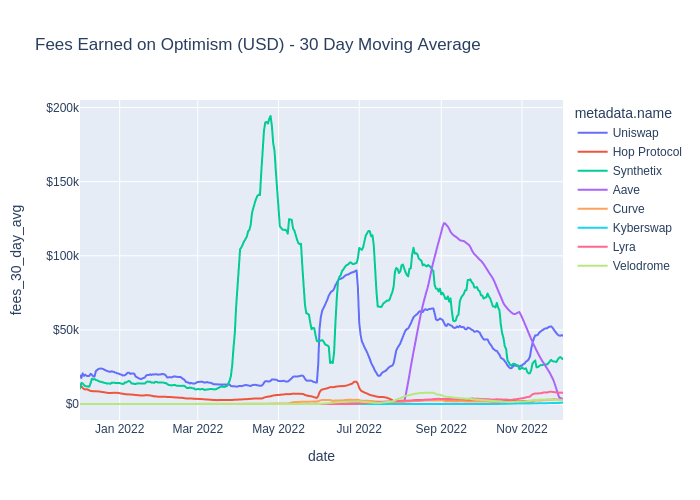 Fees Earned on Optimism (USD) - 30 Day Moving Average
fees_30_day_avg
$200k
$150k
$100k
$50k
$0
Jan 2022
Mar 2022
May 2022
Jul 2022
Sep 2022
Nov 2022
date
metadata.name
Uniswap
Hop Protocol
Synthetix
Aave
Curve
Kyberswap
Lyra
Velodrome